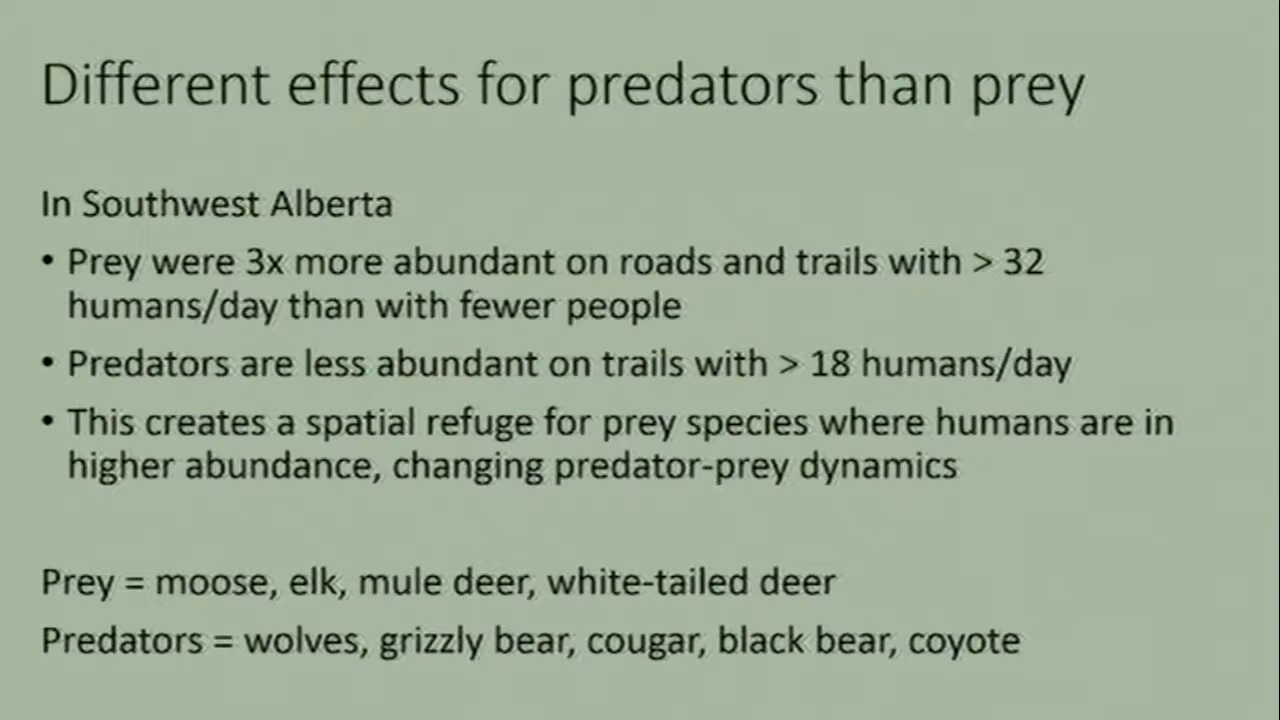 Different effects for predators than prey
In Southwest Alberta
• Prey were 3x more abundant on roads and trails with > 32
humans/day than with fewer people
• Predators are less abundant on trails with > 18 humans/day
• This creates a spatial refuge for prey species where humans are in
higher abundance, changing predator-prey dynamics
Prey = moose, elk, mule deer, white-tailed deer
Predators = wolves, grizzly bear, cougar, black bear, coyote